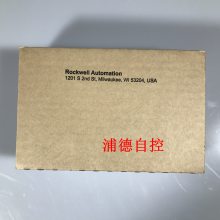 Rockwell Automation
1201 S 2nd St, Milwaukee, WI 53204, USA
浦德自控